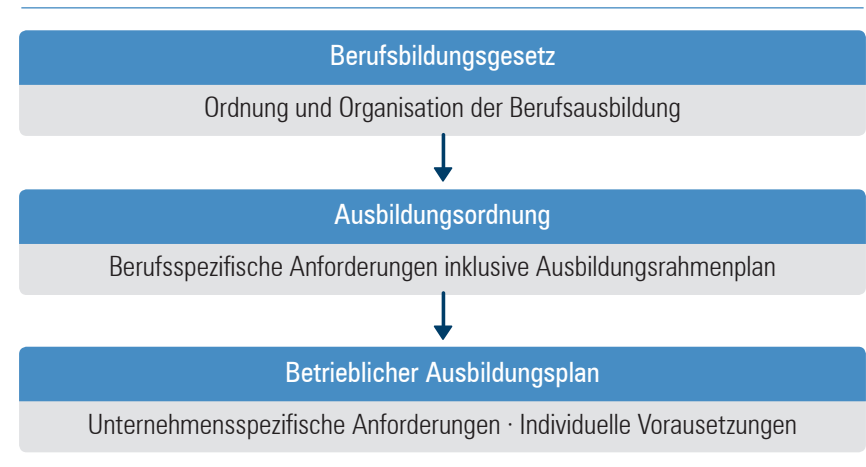 Berufsbildungsgesetz
Ordnung und Organisation der Berufsausbildung
Ausbildungsordnung
Berufsspezifische Anforderungen inklusive Ausbildungsrahmenplan
Betrieblicher Ausbildungsplan
Unternehmensspezifische Anforderungen · Individuelle Vorausetzungen